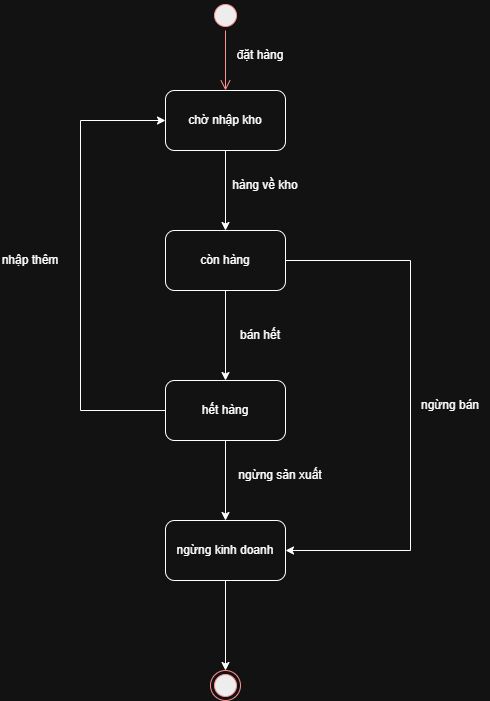 đặt hàng
chờ nhập kho
hàng về kho
còn hàng
nhập thêm
bán hết
hết hàng
ngừng bán
ngừng sản xuất
ngừng kinh doanh